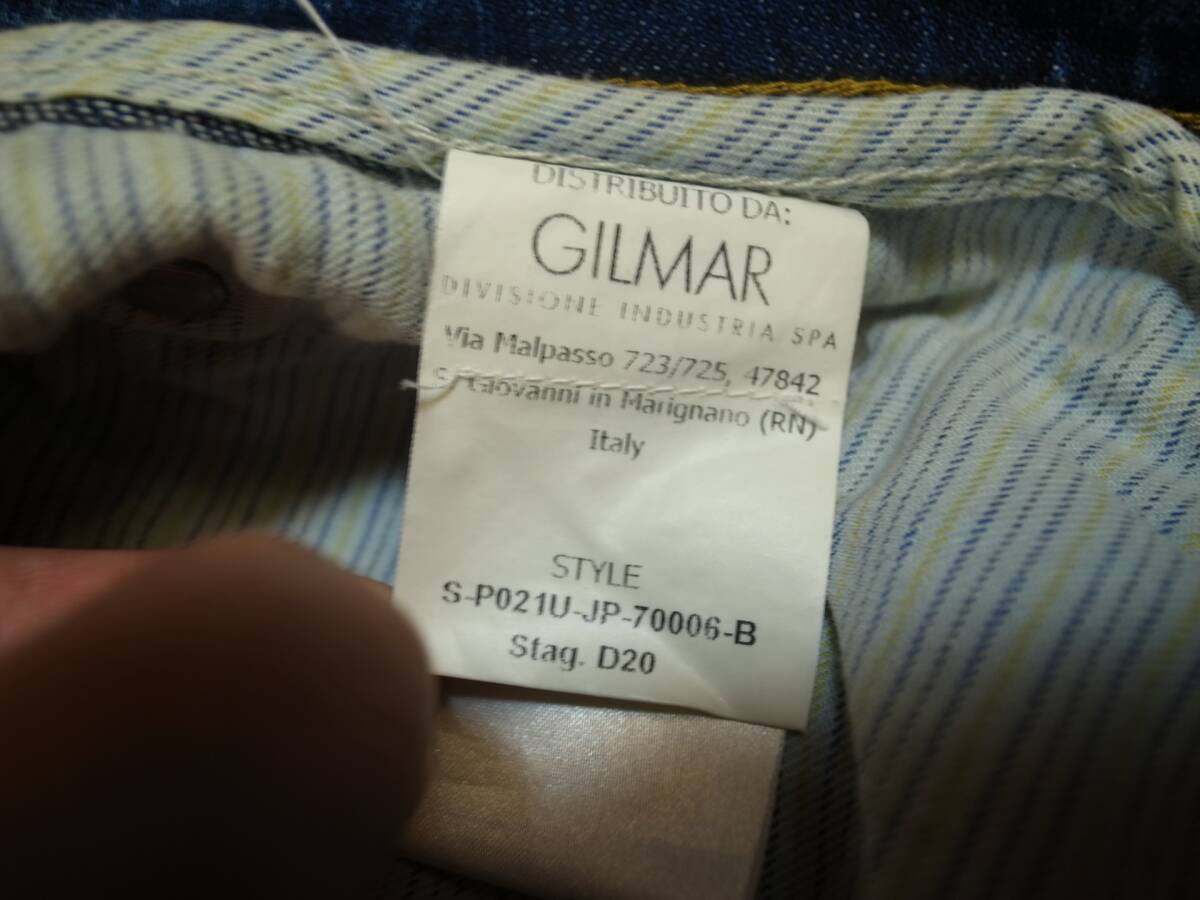 DISTRIBUITO DA:
GILMAR
DIVISIONE INDUSTRIA SPA
Via Malpasso 723/725, 47842
S. Giovanni in Marignano (RN)
Italy
STYLE
S-P021U-JP-70006-B
Stag. D20